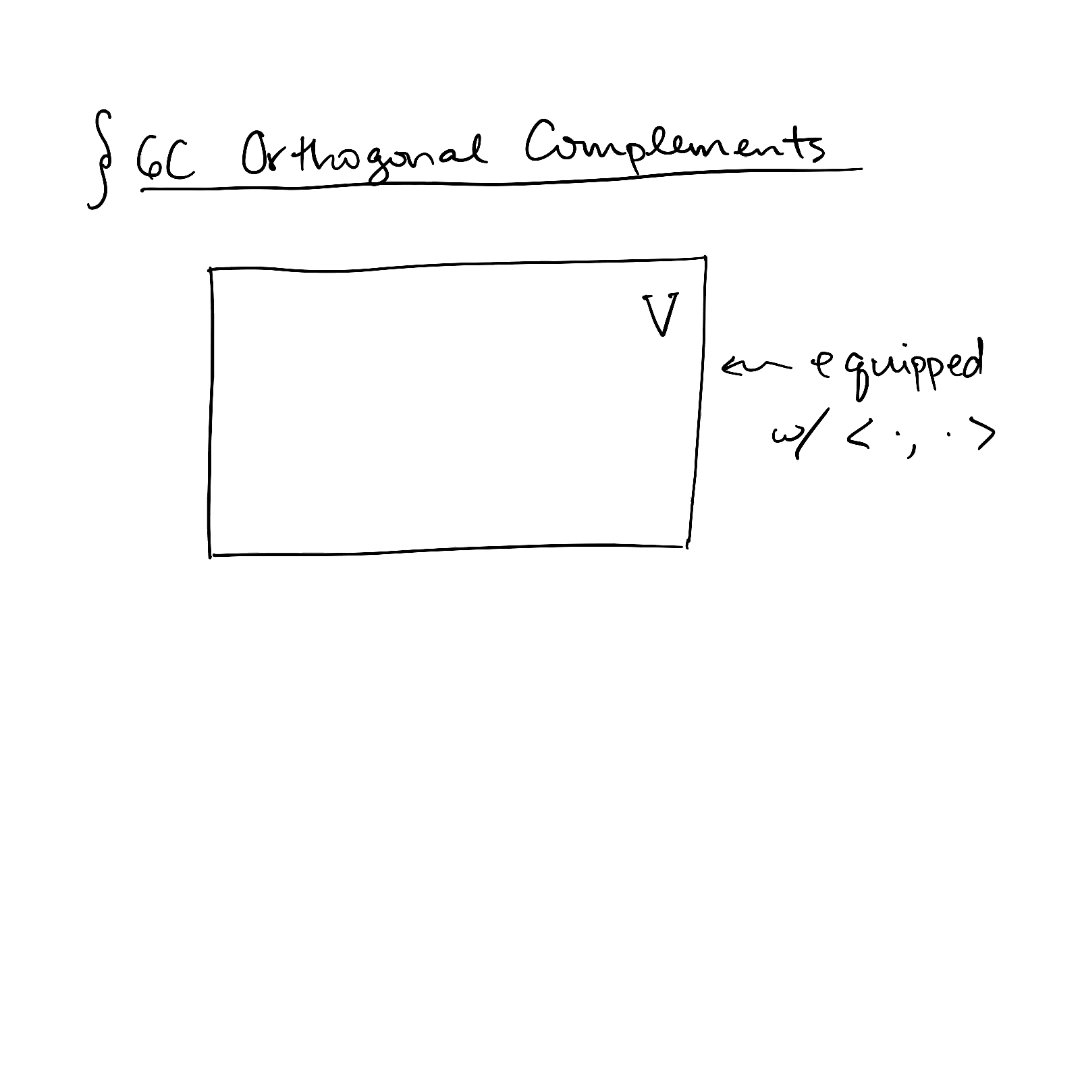 § 6C Orthogonal Complements
V
← equipped
w/ < ·, · >